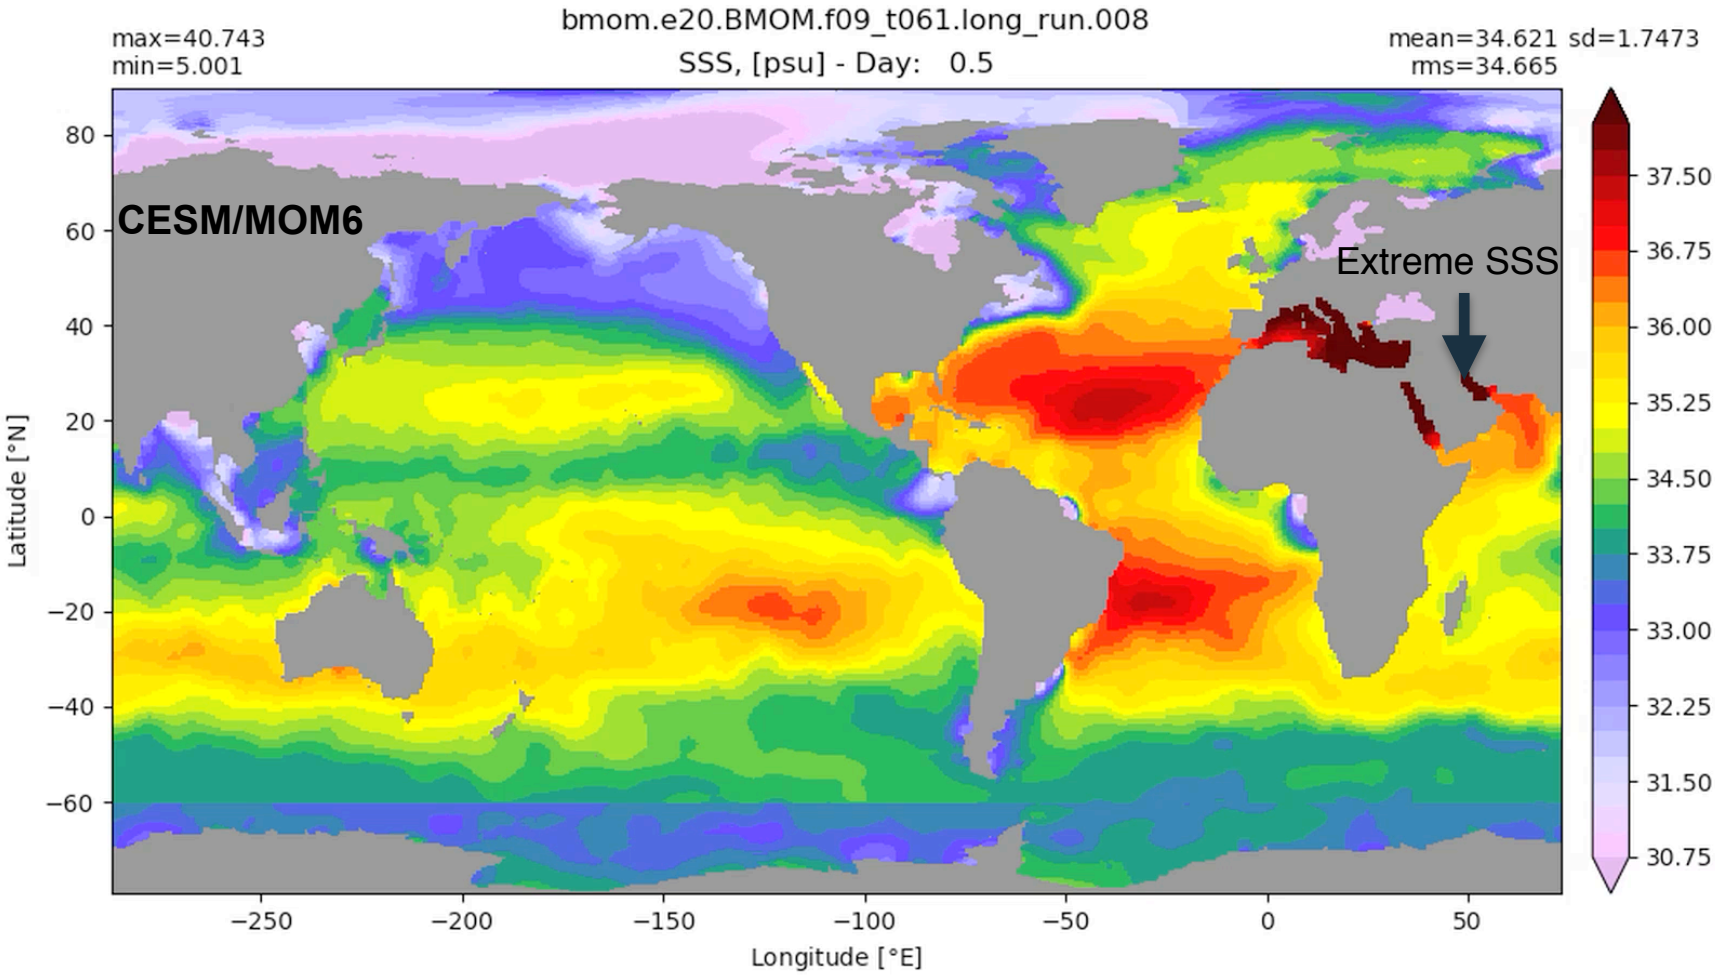 bmom.e20.BMOM.f09_t061.long_run.008
max=40.743
min=5.001
SSS, [psu] - Day: 0.5
mean=34.621 sd=1.7473
rms=34.665
CESM/MOM6
Extreme SSS
Latitude [°N]
80
60
40
20
0
−20
−40
−60
−250
−200
−150
−100
−50
0
50
Longitude [°E]
37.50
36.75
36.00
35.25
34.50
33.75
33.00
32.25
31.50
30.75